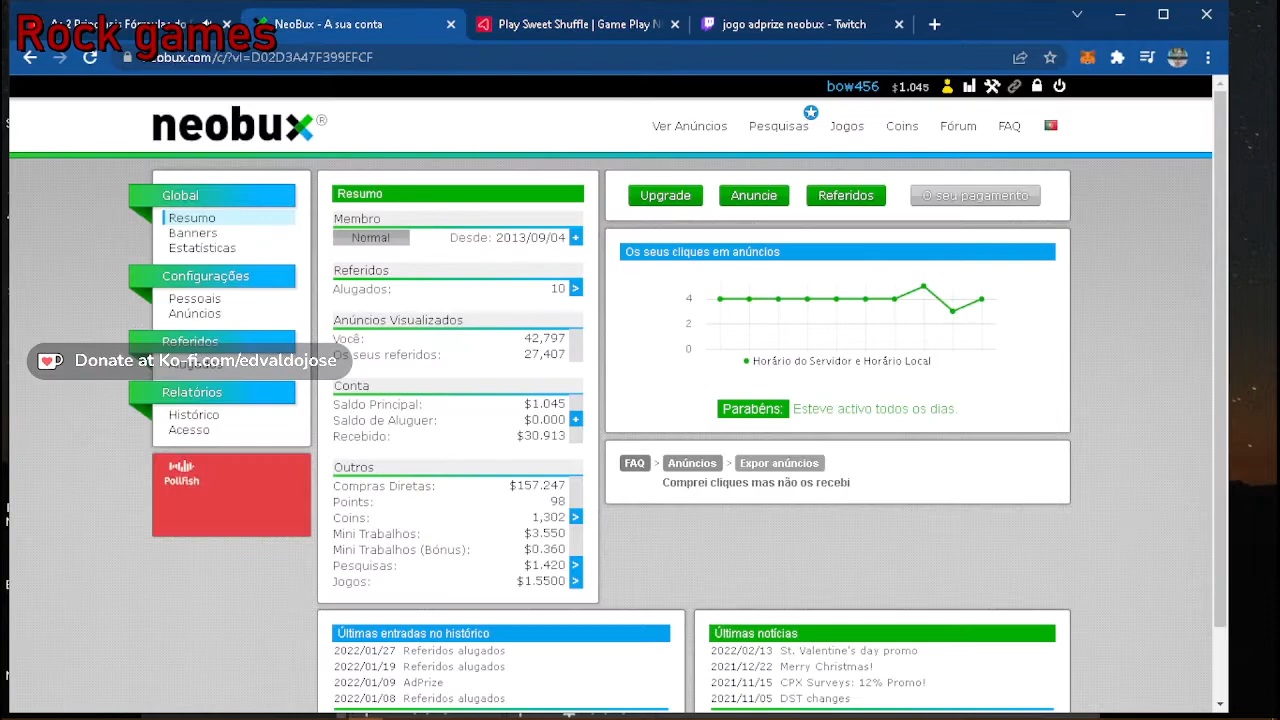 Rock games
NeoBux - A sua conta
Play Sweet Shuffle | Game Play N
jogo adprize neobux - Twitch
neobux.com/c/?vl=D02D3A47F399EFCF
bow456 $1.045
neobux®
Ver Anúncios Pesquisas Jogos Coins Fórum FAQ
Global
Resumo
Banners
Estatísticas
Configurações
Pessoais
Anúncios
Referidos
Donate at Ko-fi.com/edvaldojose
Relatórios
Histórico
Acesso
Pollfish
Resumo
Membro
Normal Desde: 2013/09/04 +
Referidos
Alugados: 10 >
Anúncios Visualizados
Você: 42,797
Os seus referidos: 27,407
Conta
Saldo Principal: $1.045
Saldo de Aluguer: $0.000 +
Recebido: $30.913
Outros
Compras Diretas: $157.247
Points: 98
Coins: 1,302 >
Mini Trabalhos: $3.550
Mini Trabalhos (Bónus): $0.360
Pesquisas: $1.420 >
Jogos: $1.5500 >
Upgrade Anuncie Referidos O seu pagamento
Os seus cliques em anúncios
4
2
0
Horário do Servidor e Horário Local
Parabéns: Esteve activo todos os dias.
FAQ > Anúncios > Expor anúncios
Comprei cliques mas não os recebi
Últimas entradas no histórico
2022/01/27 Referidos alugados
2022/01/19 Referidos alugados
2022/01/09 AdPrize
2022/01/08 Referidos alugados
Últimas notícias
2022/02/13 St. Valentine's day promo
2021/12/22 Merry Christmas!
2021/11/15 CPX Surveys: 12% Promo!
2021/11/05 DST changes